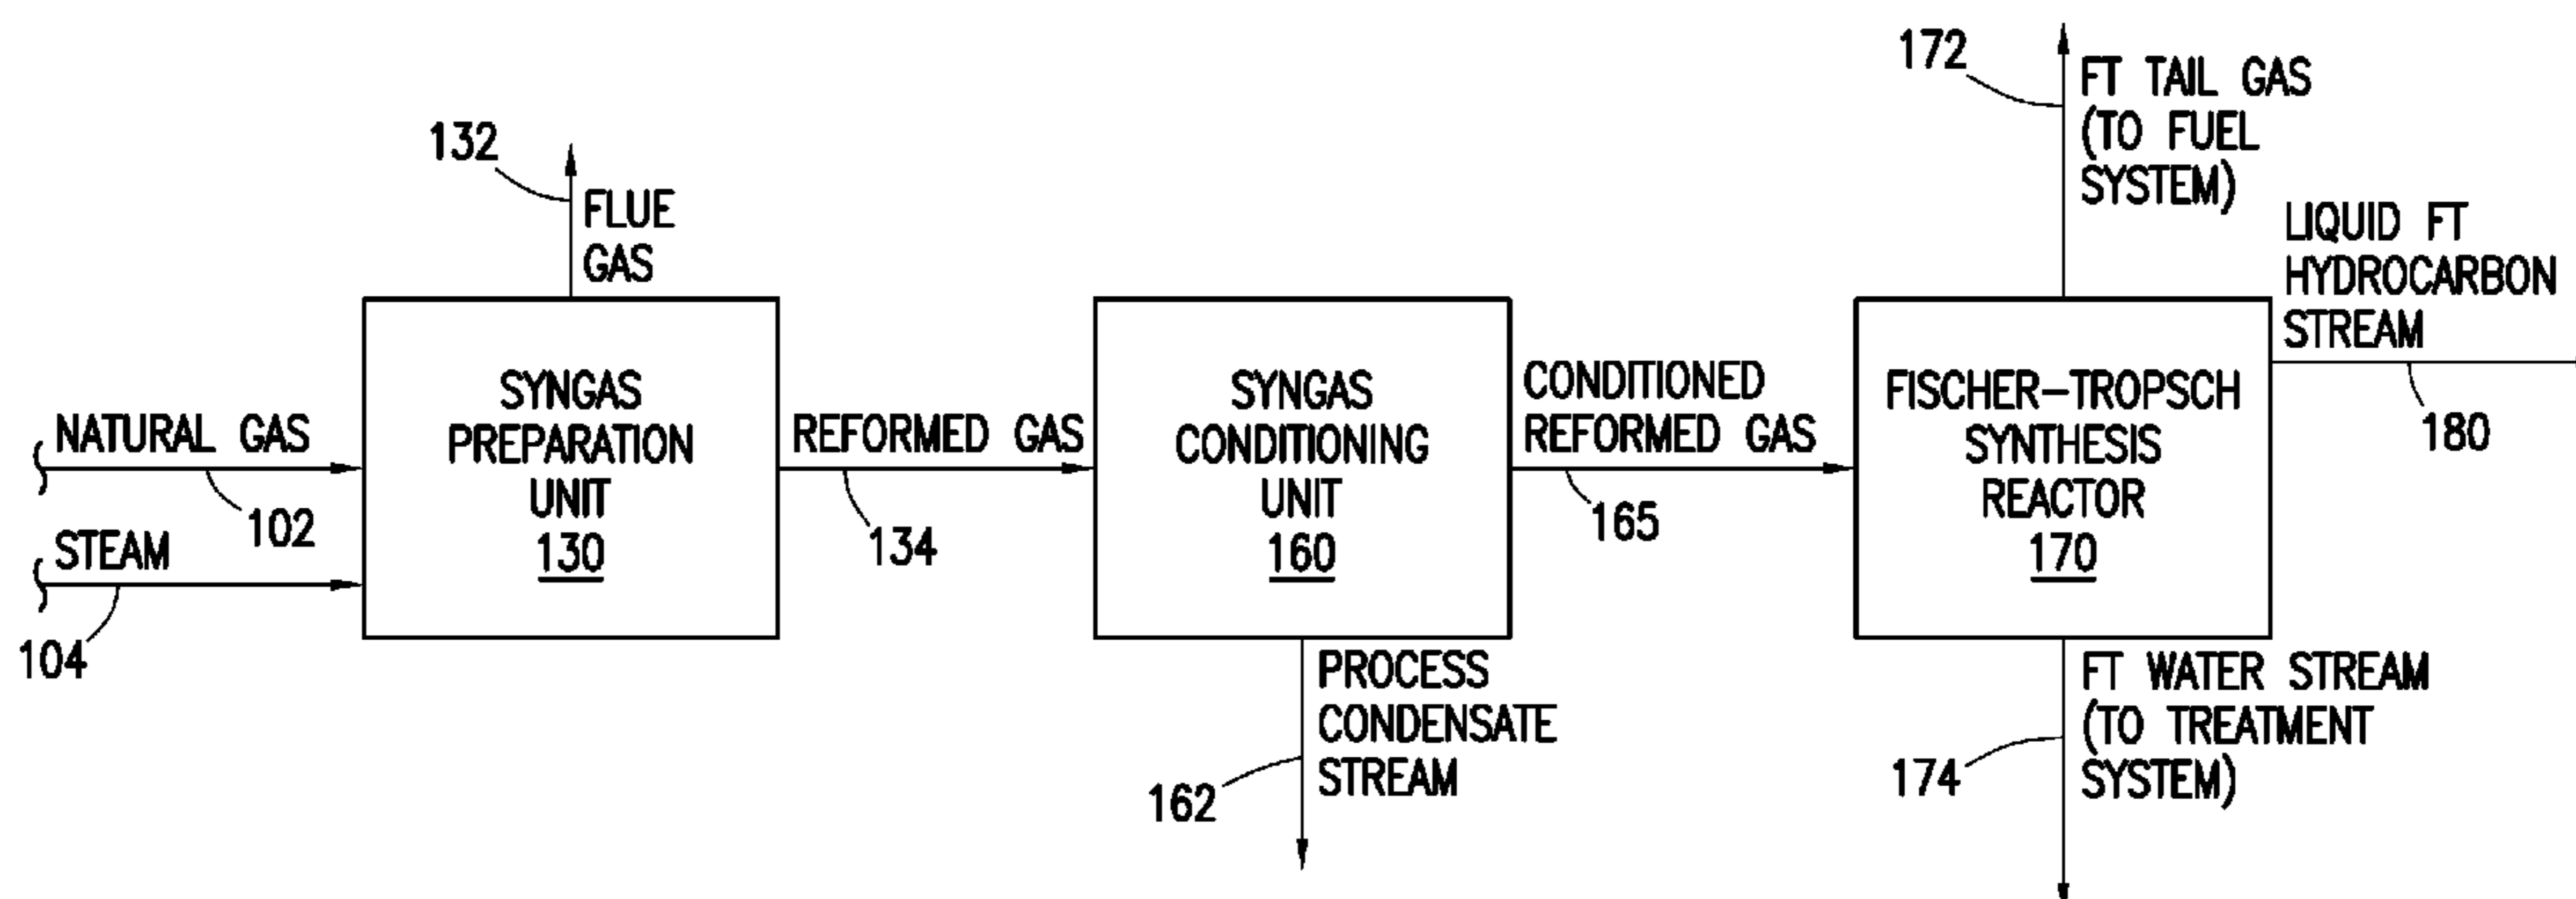 172
FT TAIL GAS
(TO FUEL
SYSTEM)
132
FLUE
GAS
LIQUID FT
HYDROCARBON
STREAM
180
NATURAL GAS
102
STEAM
104
SYNGAS
PREPARATION
UNIT
130
REFORMED GAS
134
SYNGAS
CONDITIONING
UNIT
160
CONDITIONED
REFORMED GAS
165
FISCHER-TROPSCH
SYNTHESIS
REACTOR
170
PROCESS
CONDENSATE
STREAM
162
FT WATER STREAM
(TO TREATMENT
SYSTEM)
174